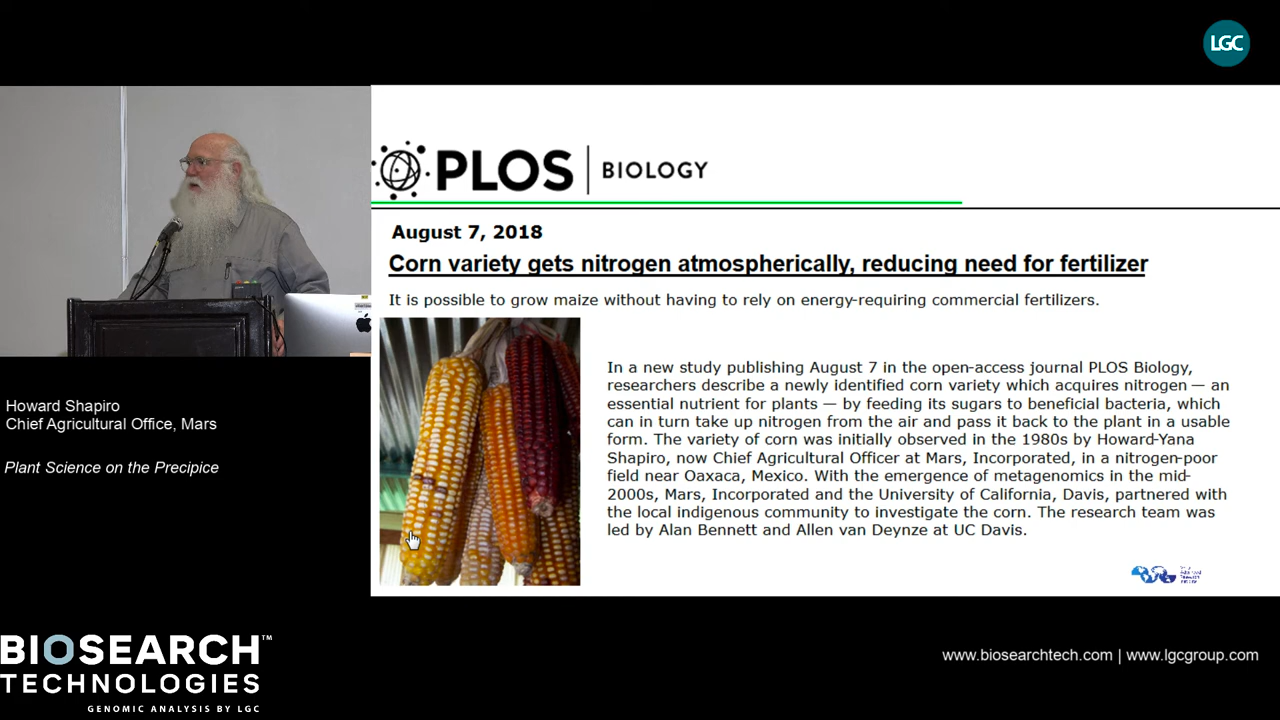 LGC
PLOS BIOLOGY
August 7, 2018
Corn variety gets nitrogen atmospherically, reducing need for fertilizer
It is possible to grow maize without having to rely on energy-requiring commercial fertilizers.
In a new study publishing August 7 in the open-access journal PLOS Biology,
researchers describe a newly identified corn variety which acquires nitrogen — an
essential nutrient for plants — by feeding its sugars to beneficial bacteria, which
can in turn take up nitrogen from the air and pass it back to the plant in a usable
form. The variety of corn was initially observed in the 1980s by Howard-Yana
Shapiro, now Chief Agricultural Officer at Mars, Incorporated, in a nitrogen-poor
field near Oaxaca, Mexico. With the emergence of metagenomics in the mid-
2000s, Mars, Incorporated and the University of California, Davis, partnered with
the local indigenous community to investigate the corn. The research team was
led by Alan Bennett and Allen van Deynze at UC Davis.
Howard Shapiro
Chief Agricultural Office, Mars
Plant Science on the Precipice
BIOSEARCH™
TECHNOLOGIES
GENOMIC ANALYSIS BY LGC
www.biosearchtech.com | www.lgcgroup.com